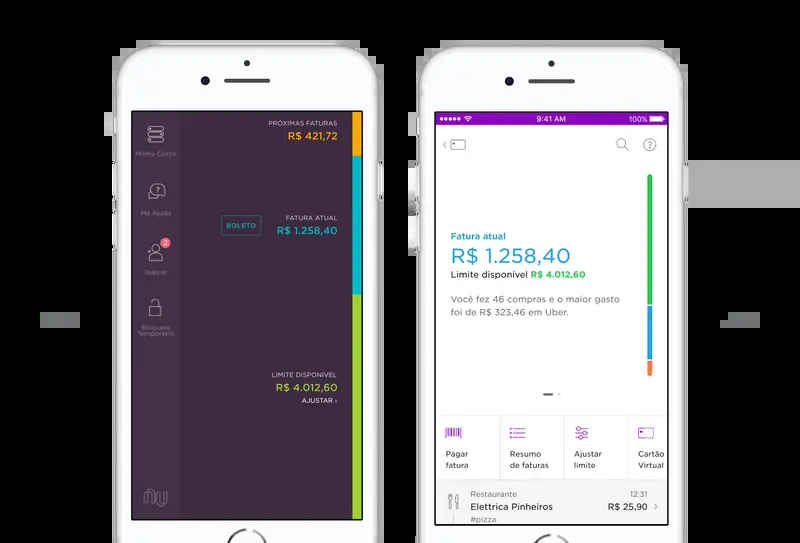 PROXIMAS FATURAS
R$ 421,72
Minha Conta
Me Ajuda
BOLETO
FATURA ATUAL
R$ 1.258,40
2
Indicar
Bloqueio
Temporário
LIMITE DISPONÍVEL
R$ 4.012,60
AJUSTAR ›
nu
9:41 AM
100%
Fatura atual
R$ 1.258,40
Limite disponível R$ 4.012,60
Você fez 46 compras e o maior gasto
foi de R$ 323,46 em Uber.
Pagar
fatura
Resumo
de faturas
Ajustar
limite
Cartão
Virtual
Restaurante
12:31
Elettrica Pinheiros
R$ 25,90
#pizza